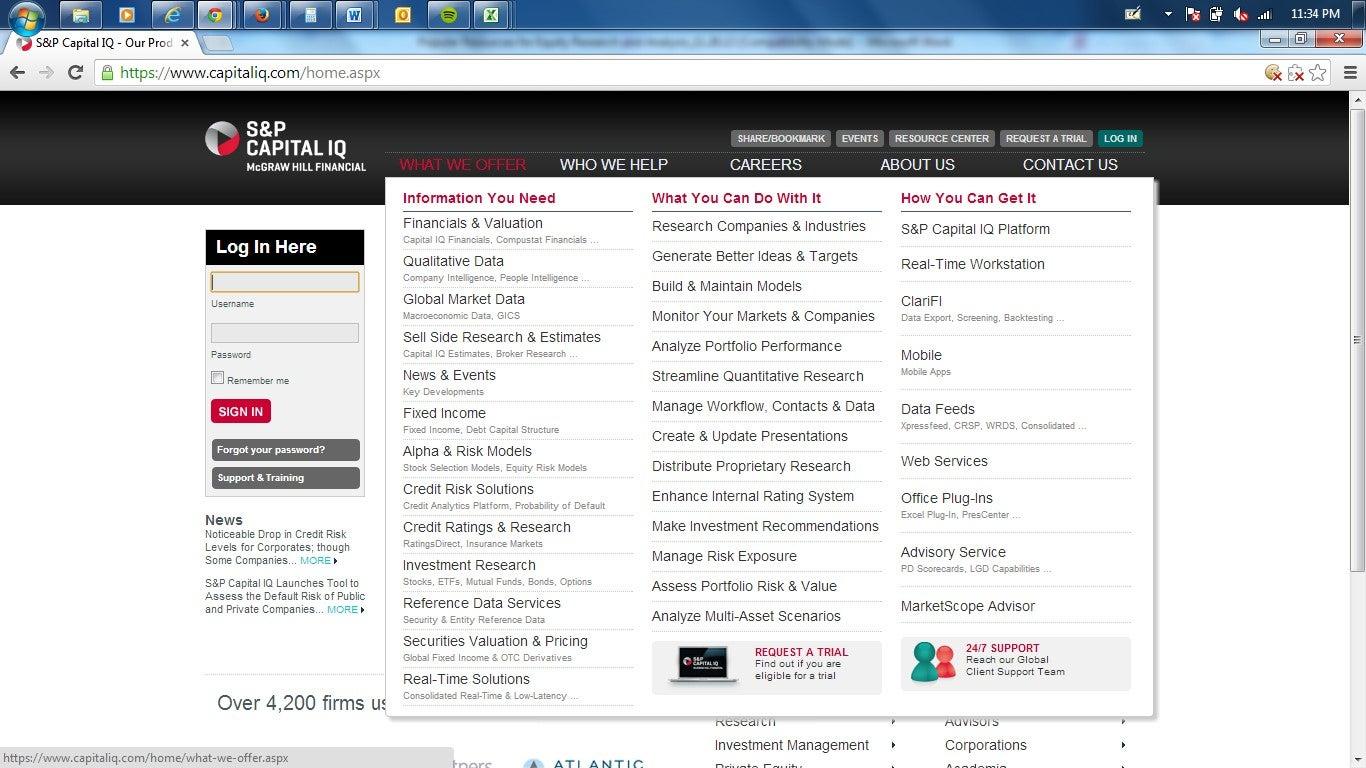 11:34 PM
S&P Capital IQ - Our Prod
https://www.capitaliq.com/home.aspx
S&P
CAPITAL IQ
McGRAW HILL FINANCIAL
SHARE/BOOKMARK EVENTS RESOURCE CENTER REQUEST A TRIAL LOG IN
WHAT WE OFFER WHO WE HELP CAREERS ABOUT US CONTACT US
Log In Here
Username
Password
Remember me
SIGN IN
Forgot your password?
Support & Training
News
Noticeable Drop in Credit Risk
Levels for Corporates; though
Some Companies... MORE
S&P Capital IQ Launches Tool to
Assess the Default Risk of Public
and Private Companies... MORE
Information You Need
Financials & Valuation
Capital IQ Financials, Compustat Financials ...
Qualitative Data
Company Intelligence, People Intelligence ...
Global Market Data
Macroeconomic Data, GICS
Sell Side Research & Estimates
Capital IQ Estimates, Broker Research ...
News & Events
Key Developments
Fixed Income
Fixed Income, Debt Capital Structure
Alpha & Risk Models
Stock Selection Models, Equity Risk Models
Credit Risk Solutions
Credit Analytics Platform, Probability of Default
Credit Ratings & Research
RatingsDirect, Insurance Markets
Investment Research
Stocks, ETFs, Mutual Funds, Bonds, Options
Reference Data Services
Security & Entity Reference Data
Securities Valuation & Pricing
Global Fixed Income & OTC Derivatives
Real-Time Solutions
Consolidated Real-Time & Low-Latency ...
What You Can Do With It
Research Companies & Industries
Generate Better Ideas & Targets
Build & Maintain Models
Monitor Your Markets & Companies
Analyze Portfolio Performance
Streamline Quantitative Research
Manage Workflow, Contacts & Data
Create & Update Presentations
Distribute Proprietary Research
Enhance Internal Rating System
Make Investment Recommendations
Manage Risk Exposure
Assess Portfolio Risk & Value
Analyze Multi-Asset Scenarios
S&P
CAPITAL IQ
REQUEST A TRIAL
Find out if you are
eligible for a trial
How You Can Get It
S&P Capital IQ Platform
Real-Time Workstation
ClariFI
Data Export, Screening, Backtesting ...
Mobile
Mobile Apps
Data Feeds
Xpressfeed, CRSP, WRDS, Consolidated ...
Web Services
Office Plug-Ins
Excel Plug-In, PresCenter ...
Advisory Service
PD Scorecards, LGD Capabilities ...
MarketScope Advisor
24/7 SUPPORT
Reach our Global
Client Support Team
Over 4,200 firms us
Research Advisors
Investment Management Corporations
Private Equity Academia
ATLANTIC
https://www.capitaliq.com/home/what-we-offer.aspx